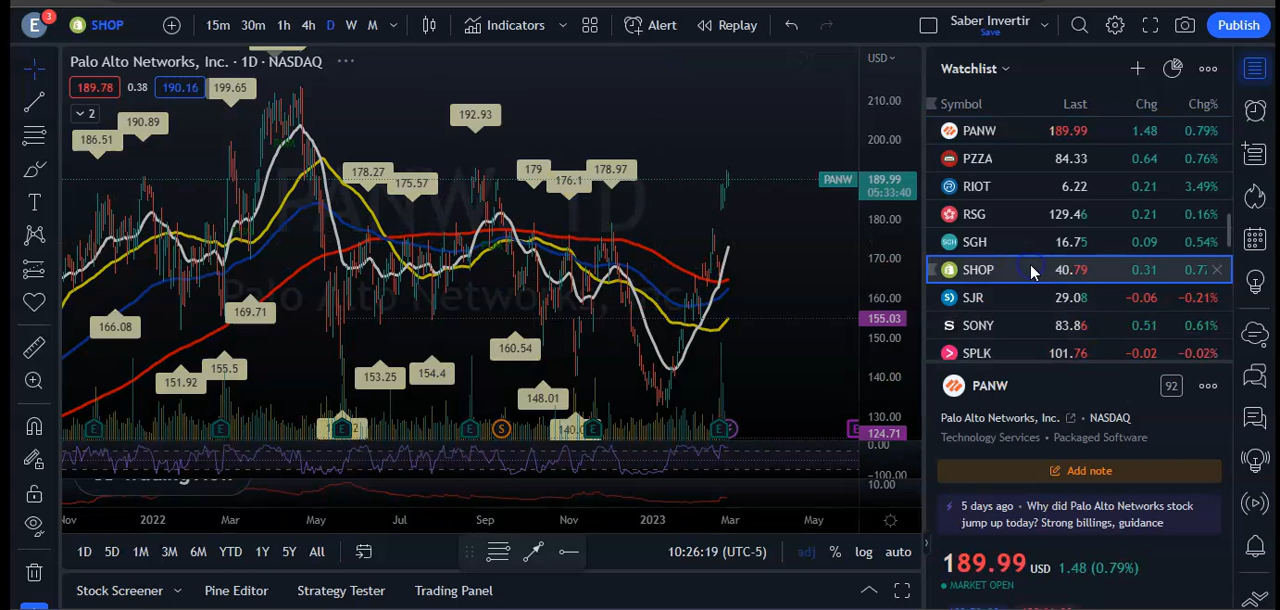 E 3 SHOP 15m 30m 1h 4h D W M Indicators Alert Replay Saber Invertir Save Publish
Palo Alto Networks, Inc. · 1D · NASDAQ
USD
189.78 0.38 190.16
2
199.65
190.89
186.51
192.93
178.27
175.57
179
176.1
178.97
169.71
166.08
151.92
155.5
153.25
154.4
160.54
148.01
PANW 1D
Palo Alto Networks, Inc.
210.00
200.00
PANW 189.99
05:33:40
180.00
170.00
160.00
155.03
150.00
140.00
130.00
124.71
0.00
-100.00
10.00
E E E E S E E E
Nov 2022 Mar May Jul Sep Nov 2023 Mar May
1D 5D 1M 3M 6M YTD 1Y 5Y All 10:26:19 (UTC-5) adj % log auto
Stock Screener Pine Editor Strategy Tester Trading Panel
Watchlist
Symbol Last Chg Chg%
PANW 189.99 1.48 0.79%
PZZA 84.33 0.64 0.76%
RIOT 6.22 0.21 3.49%
RSG 129.46 0.21 0.16%
SGH 16.75 0.09 0.54%
SHOP 40.79 0.31 0.77
SJR 29.08 -0.06 -0.21%
SONY 83.86 0.51 0.61%
SPLK 101.76 -0.02 -0.02%
PANW 92
Palo Alto Networks, Inc. • NASDAQ
Technology Services • Packaged Software
Add note
5 days ago • Why did Palo Alto Networks stock
jump up today? Strong billings, guidance
189.99 USD 1.48 (0.79%)
MARKET OPEN